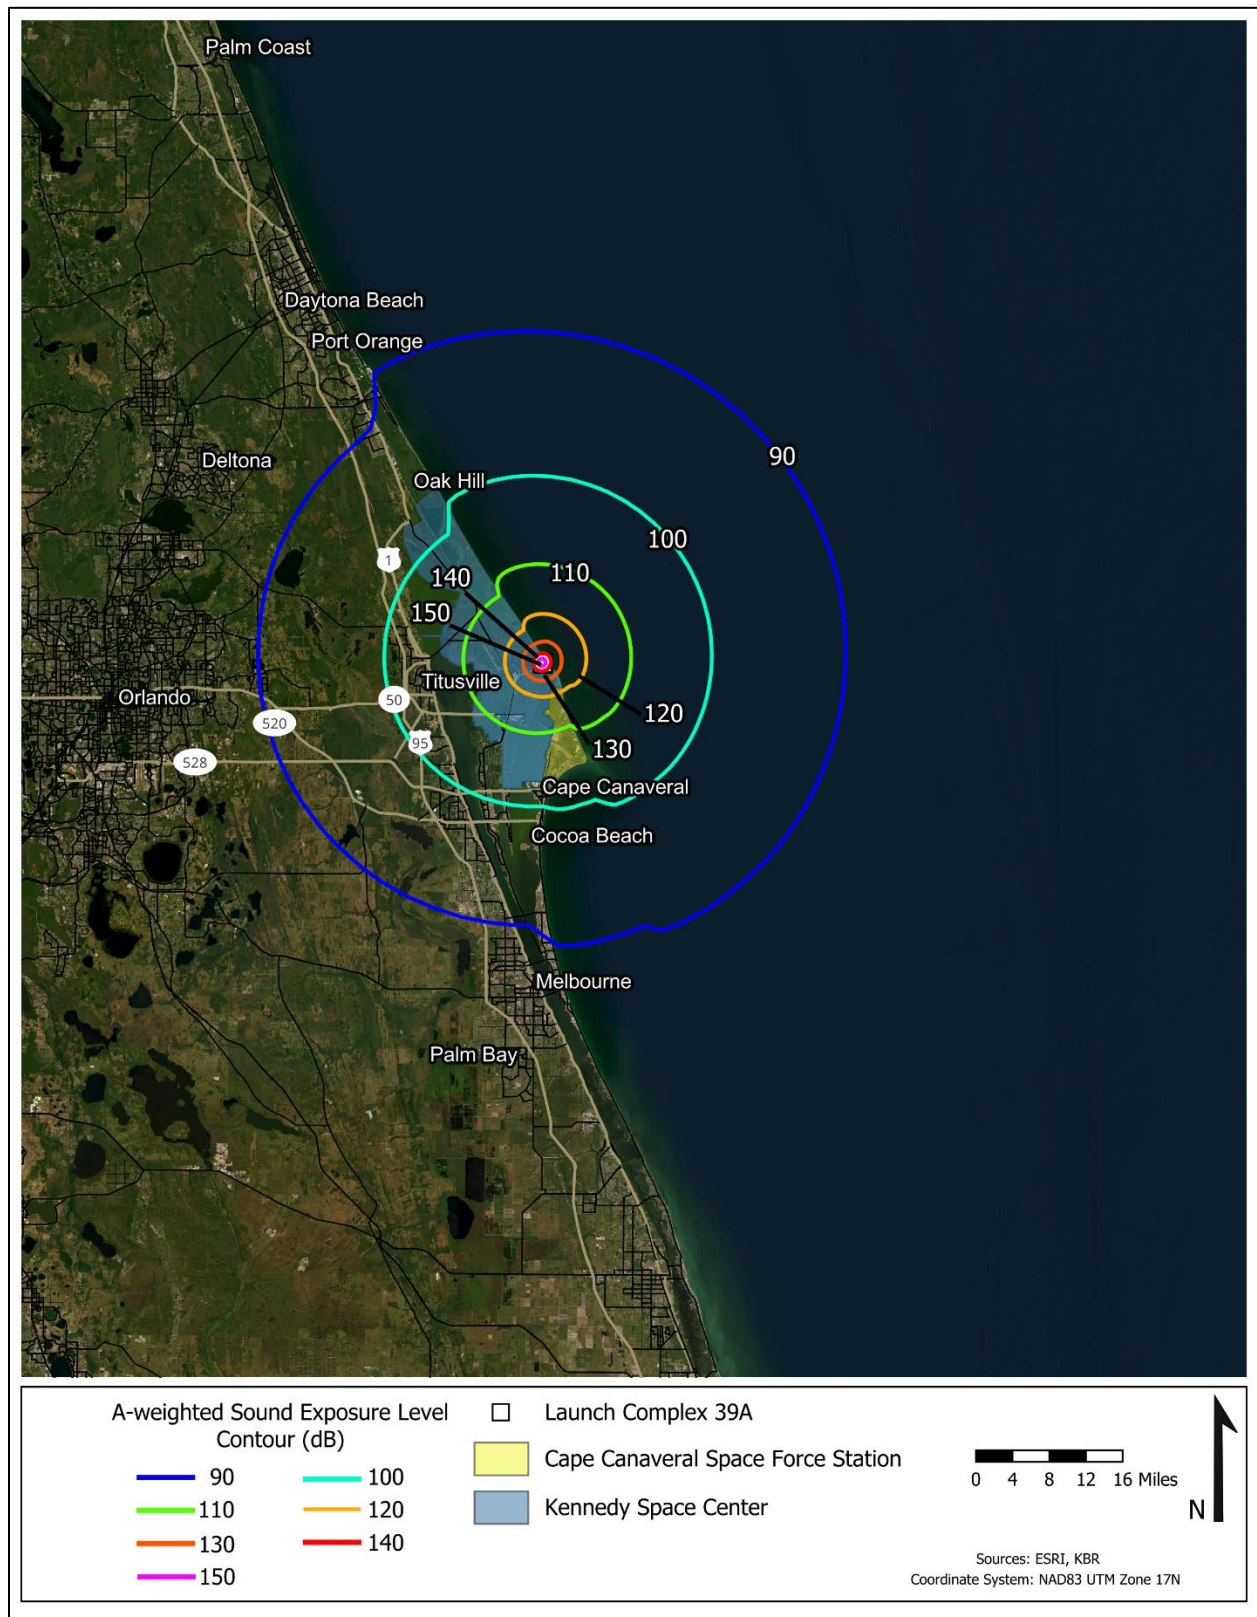 Palm Coast
Daytona Beach
Port Orange
90
Deltona
Oak Hill
100
1
140
110
150
Titusville
Orlando
50
120
520
95
130
528
Cape Canaveral
Cocoa Beach
Melbourne
Palm Bay
A-weighted Sound Exposure Level
Contour (dB)
90
100
110
120
130
140
150
Launch Complex 39A
Cape Canaveral Space Force Station
Kennedy Space Center
0 4 8 12 16 Miles
N
Sources: ESRI, KBR
Coordinate System: NAD83 UTM Zone 17N